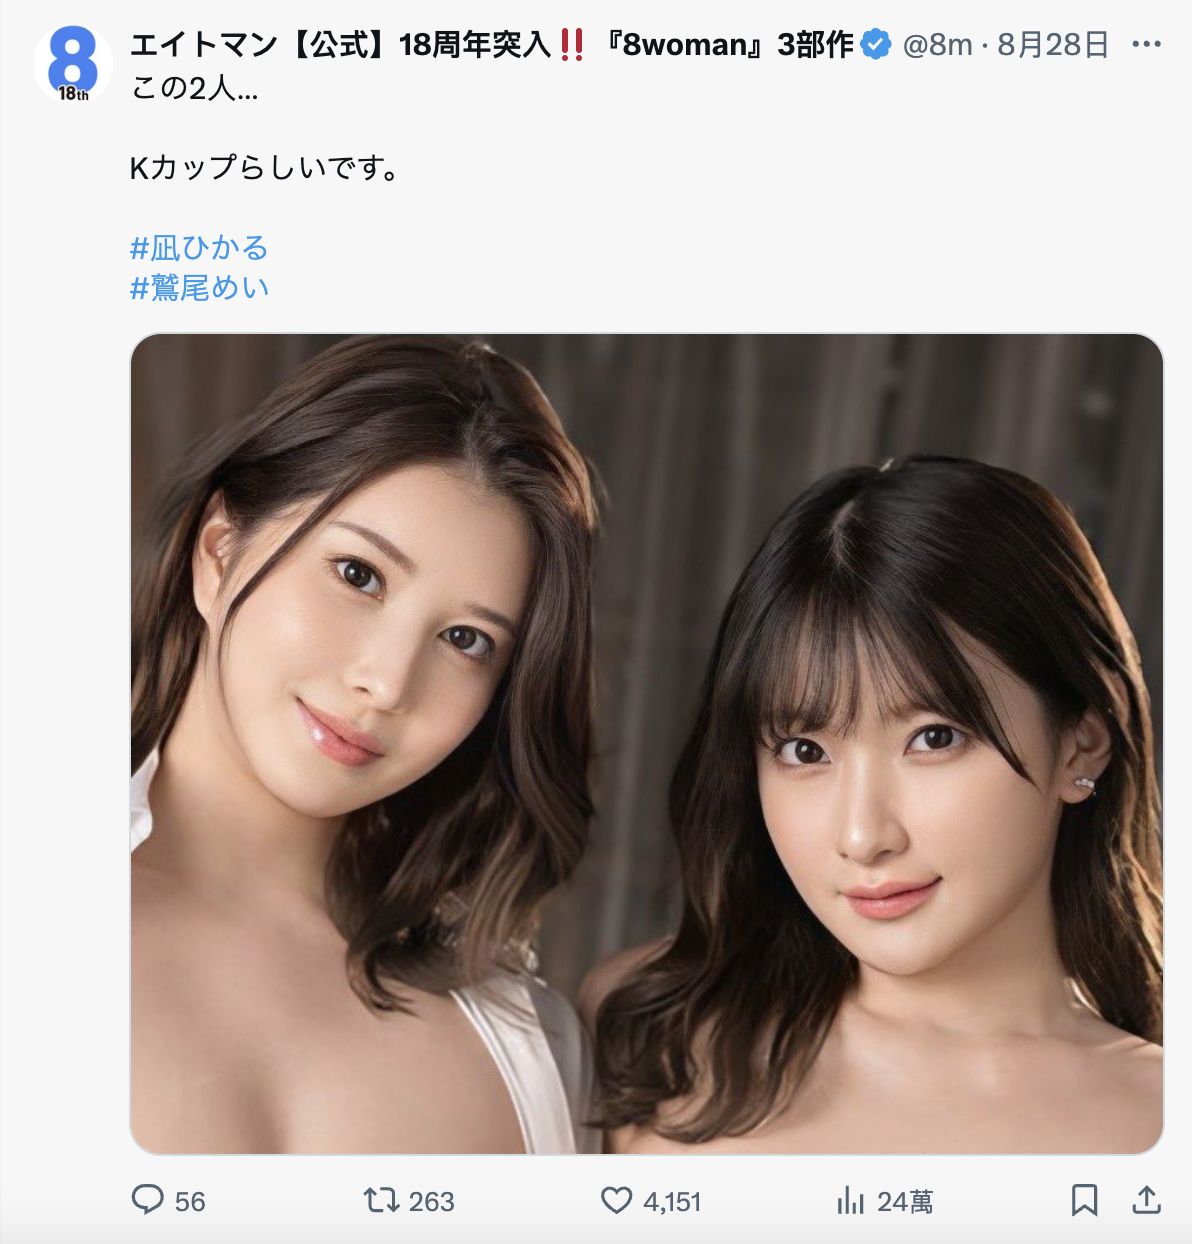 8
18th
エイトマン【公式】18周年突入‼️『8woman』3部作 @8m · 8月28日
この2人...
Kカップらしいです。
#凪ひかる
#鷲尾めい
56 263 4,151 24萬